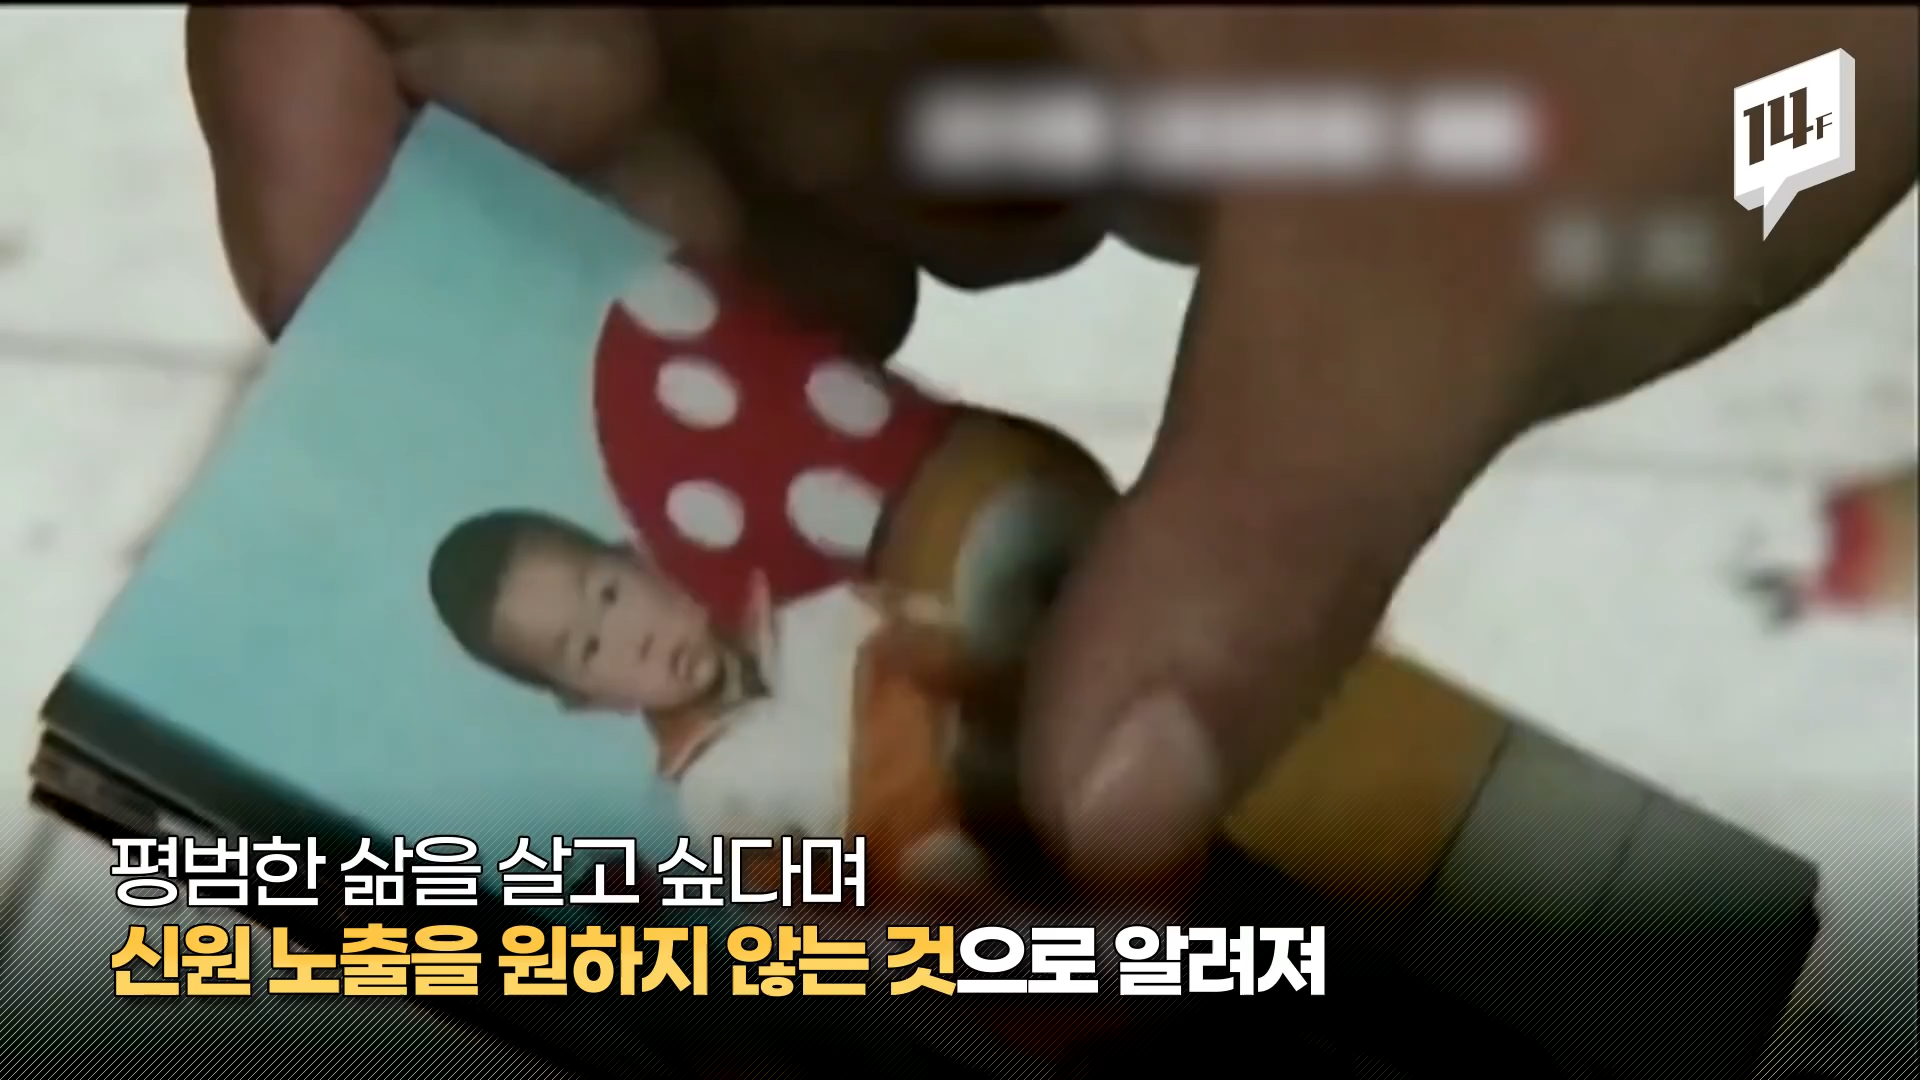 14F
평범한 삶을 살고 싶다며
신원 노출을 원하지 않는 것으로 알려져